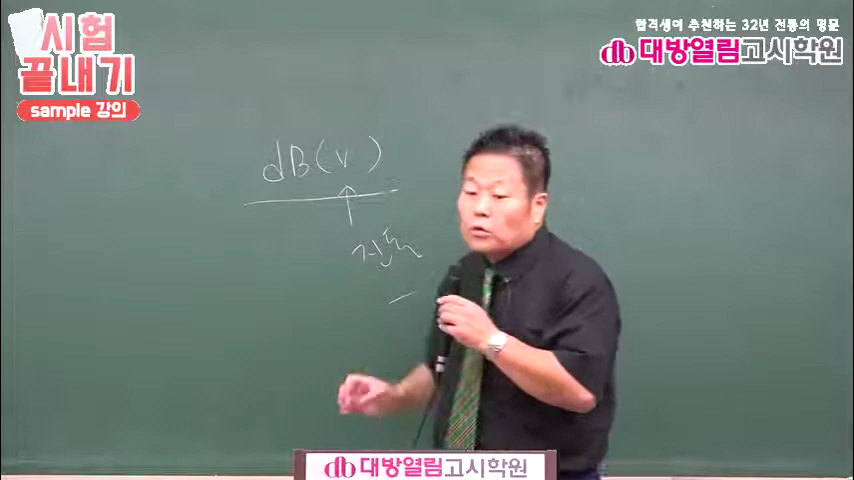 시험
끝내기
sample 강의
합격생이 추천하는 32년 전통의 명문
db 대방열림고시학원
dB(V)
진동
db 대방열림고시학원